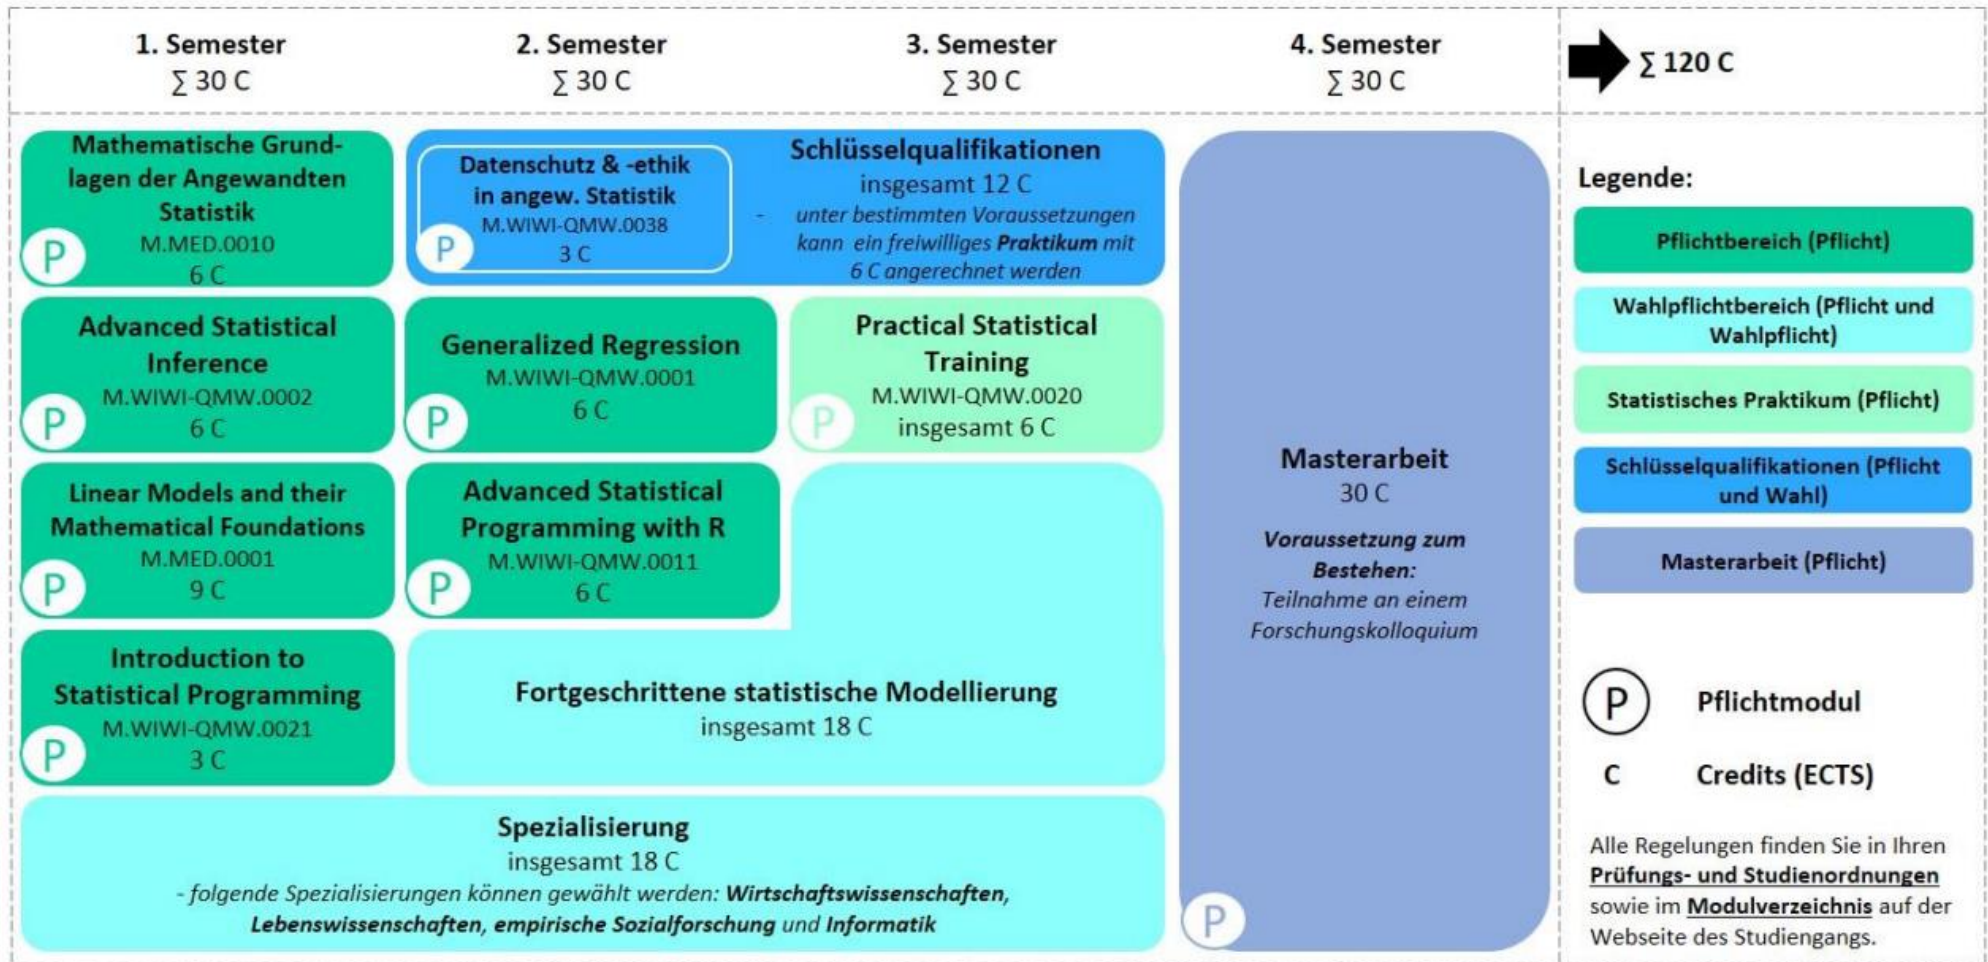 1. Semester
∑ 30 C
2. Semester
∑ 30 C
3. Semester
∑ 30 C
4. Semester
∑ 30 C
∑ 120 C
Mathematische Grund-
lagen der Angewandten
Statistik
M.MED.0010
6 C
P
Datenschutz & -ethik
in angew. Statistik
M.WIWI-QMW.0038
3 C
P
Schlüsselqualifikationen
insgesamt 12 C
- unter bestimmten Voraussetzungen
kann ein freiwilliges Praktikum mit
6 C angerechnet werden
Advanced Statistical
Inference
M.WIWI-QMW.0002
6 C
P
Generalized Regression
M.WIWI-QMW.0001
6 C
P
Practical Statistical
Training
M.WIWI-QMW.0020
insgesamt 6 C
P
Linear Models and their
Mathematical Foundations
M.MED.0001
9 C
P
Advanced Statistical
Programming with R
M.WIWI-QMW.0011
6 C
P
Introduction to
Statistical Programming
M.WIWI-QMW.0021
3 C
P
Fortgeschrittene statistische Modellierung
insgesamt 18 C
Spezialisierung
insgesamt 18 C
- folgende Spezialisierungen können gewählt werden: Wirtschaftswissenschaften,
Lebenswissenschaften, empirische Sozialforschung und Informatik
Masterarbeit
30 C
Voraussetzung zum
Bestehen:
Teilnahme an einem
Forschungskolloquium
P
Legende:
Pflichtbereich (Pflicht)
Wahlpflichtbereich (Pflicht und
Wahlpflicht)
Statistisches Praktikum (Pflicht)
Schlüsselqualifikationen (Pflicht
und Wahl)
Masterarbeit (Pflicht)
P Pflichtmodul
C Credits (ECTS)
Alle Regelungen finden Sie in Ihren
Prüfungs- und Studienordnungen
sowie im Modulverzeichnis auf der
Webseite des Studiengangs.